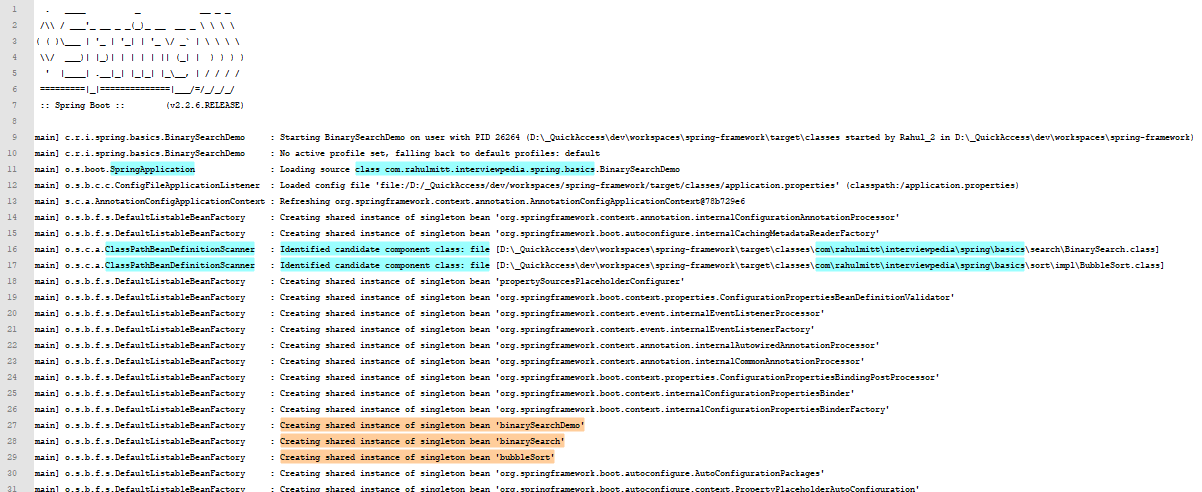 1   .   ____          _            __ _ _
2  /\\ / ___'_ __ _ _(_)_ __  __ _ \ \ \ \
3 ( ( )\___ | '_ | '_| | '_ \/ _` | \ \ \ \
4  \\/  ___)| |_)| | | | | || (_| |  ) ) ) )
5   '  |____| .__|_| |_|_| |_\__, | / / / /
6  =========|_|==============|___/=/_/_/_/
7  :: Spring Boot ::        (v2.2.6.RELEASE)
8
9 main] c.r.i.spring.basics.BinarySearchDemo     : Starting BinarySearchDemo on user with PID 26264 (D:\_QuickAccess\dev\workspaces\spring-framework\target\classes started by Rahul_2 in D:\_QuickAccess\dev\workspaces\spring-framework)
10 main] c.r.i.spring.basics.BinarySearchDemo     : No active profile set, falling back to default profiles: default
11 main] o.s.boot.SpringApplication               : Loading source class com.rahulmitt.interviewpedia.spring.basics.BinarySearchDemo
12 main] o.s.b.c.c.ConfigFileApplicationListener  : Loaded config file 'file:/D:/_QuickAccess/dev/workspaces/spring-framework/target/classes/application.properties' (classpath:/application.properties)
13 main] s.c.a.AnnotationConfigApplicationContext : Refreshing org.springframework.context.annotation.AnnotationConfigApplicationContext@78b729e6
14 main] o.s.b.f.s.DefaultListableBeanFactory     : Creating shared instance of singleton bean 'org.springframework.context.annotation.internalConfigurationAnnotationProcessor'
15 main] o.s.b.f.s.DefaultListableBeanFactory     : Creating shared instance of singleton bean 'org.springframework.boot.autoconfigure.internalCachingMetadataReaderFactory'
16 main] o.s.c.a.ClassPathBeanDefinitionScanner   : Identified candidate component class: file [D:\_QuickAccess\dev\workspaces\spring-framework\target\classes\com\rahulmitt\interviewpedia\spring\basics\search\BinarySearch.class]
17 main] o.s.c.a.ClassPathBeanDefinitionScanner   : Identified candidate component class: file [D:\_QuickAccess\dev\workspaces\spring-framework\target\classes\com\rahulmitt\interviewpedia\spring\basics\sort\impl\BubbleSort.class]
18 main] o.s.b.f.s.DefaultListableBeanFactory     : Creating shared instance of singleton bean 'propertySourcesPlaceholderConfigurer'
19 main] o.s.b.f.s.DefaultListableBeanFactory     : Creating shared instance of singleton bean 'org.springframework.boot.context.properties.ConfigurationPropertiesBeanDefinitionValidator'
20 main] o.s.b.f.s.DefaultListableBeanFactory     : Creating shared instance of singleton bean 'org.springframework.context.event.internalEventListenerProcessor'
21 main] o.s.b.f.s.DefaultListableBeanFactory     : Creating shared instance of singleton bean 'org.springframework.context.event.internalEventListenerFactory'
22 main] o.s.b.f.s.DefaultListableBeanFactory     : Creating shared instance of singleton bean 'org.springframework.context.annotation.internalAutowiredAnnotationProcessor'
23 main] o.s.b.f.s.DefaultListableBeanFactory     : Creating shared instance of singleton bean 'org.springframework.context.annotation.internalCommonAnnotationProcessor'
24 main] o.s.b.f.s.DefaultListableBeanFactory     : Creating shared instance of singleton bean 'org.springframework.boot.context.properties.ConfigurationPropertiesBindingPostProcessor'
25 main] o.s.b.f.s.DefaultListableBeanFactory     : Creating shared instance of singleton bean 'org.springframework.boot.context.internalConfigurationPropertiesBinder'
26 main] o.s.b.f.s.DefaultListableBeanFactory     : Creating shared instance of singleton bean 'org.springframework.boot.context.internalConfigurationPropertiesBinderFactory'
27 main] o.s.b.f.s.DefaultListableBeanFactory     : Creating shared instance of singleton bean 'binarySearchDemo'
28 main] o.s.b.f.s.DefaultListableBeanFactory     : Creating shared instance of singleton bean 'binarySearch'
29 main] o.s.b.f.s.DefaultListableBeanFactory     : Creating shared instance of singleton bean 'bubbleSort'
30 main] o.s.b.f.s.DefaultListableBeanFactory     : Creating shared instance of singleton bean 'org.springframework.boot.autoconfigure.AutoConfigurationPackages'
31 main] o.s.b.f.s.DefaultListableBeanFactory     : Creating shared instance of singleton bean 'org.springframework.boot.autoconfigure.context.PropertyPlaceholderAutoConfiguration'